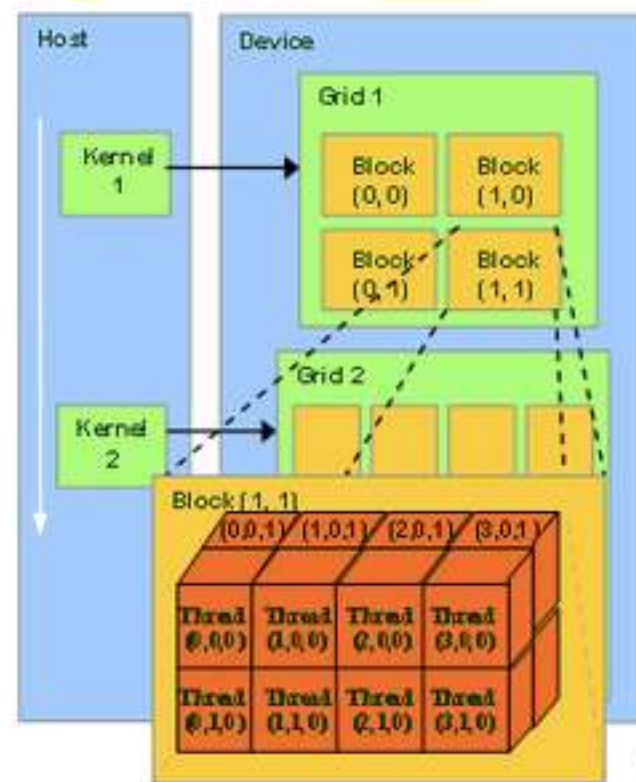 Host
Device
Grid 1
Kernel
1
Block
(0, 0)
Block
(1, 0)
Block
(0, 1)
Block
(1, 1)
Grid 2
Kernel
2
Block (1, 1)
(0,0,1) (1,0,1) (2,0,1) (3,0,1)
Thread
(0,0,0)
Thread
(1,0,0)
Thread
(2,0,0)
Thread
(3,0,0)
Thread
(0,1,0)
Thread
(1,1,0)
Thread
(2,1,0)
Thread
(3,1,0)